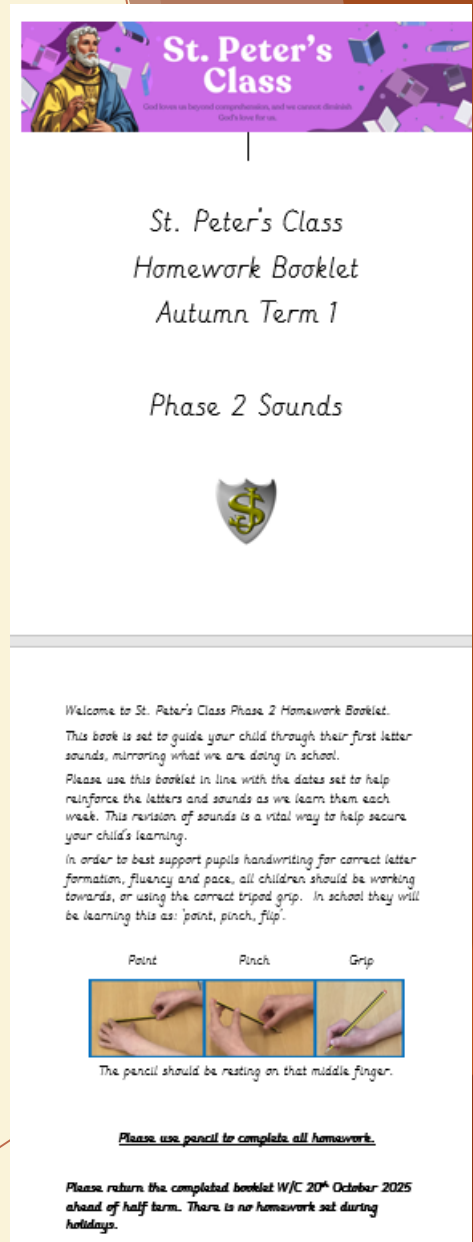 St. Peter's
Class
God loves us beyond comprehension, and we cannot diminish
God's love for us.
St. Peter's Class
Homework Booklet
Autumn Term 1
Phase 2 Sounds
Welcome to St. Peter's Class Phase 2 Homework Booklet.
This book is set to guide your child through their first letter
sounds, mirroring what we are doing in school.
Please use this booklet in line with the dates set to help
reinforce the letters and sounds as we learn them each
week. This revision of sounds is a vital way to help secure
your child's learning.
In order to best support pupils handwriting for correct letter
formation, fluency and pace, all children should be working
towards, or using the correct tripod grip. In school they will
be learning this as: 'point, pinch, flip'.
Point Pinch Grip
The pencil should be resting on that middle finger.
Please use pencil to complete all homework.
Please return the completed booklet W/C 20th October 2025
ahead of half term. There is no homework set during
holidays.